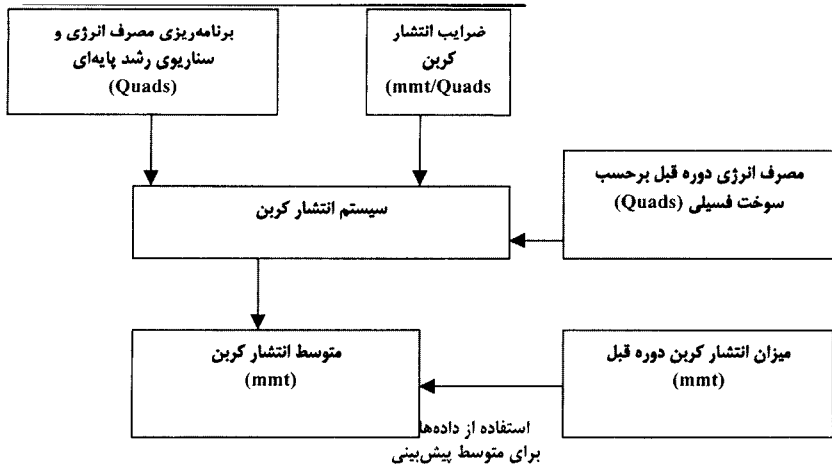 برنامه‌ریزی مصرف انرژی و
سناریوی رشد پایه‌ای
(Quads)
ضرایب انتشار
کربن
(mmt/Quads
مصرف انرژی دوره قبل برحسب
سوخت فسیلی (Quads)
سیستم انتشار کربن
متوسط انتشار کربن
(mmt)
میزان انتشار کربن دوره قبل
(mmt)
استفاده از داده‌ها
برای متوسط پیش‌بینی